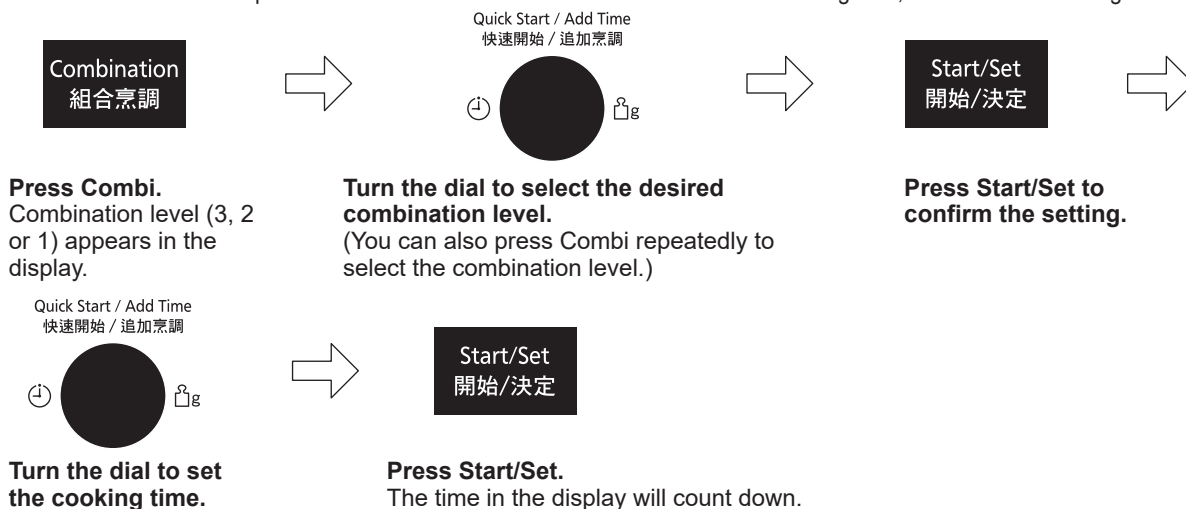 Quick Start / Add Time
快速開始 / 追加烹調
Combination
組合烹調
g
Start/Set
開始/決定
Press Combi.
Combination level (3, 2
or 1) appears in the
display.
Turn the dial to select the desired
combination level.
(You can also press Combi repeatedly to
select the combination level.)
Press Start/Set to
confirm the setting.
Quick Start / Add Time
快速開始 / 追加烹調
g
Start/Set
開始/決定
Turn the dial to set
the cooking time.
Press Start/Set.
The time in the display will count down.